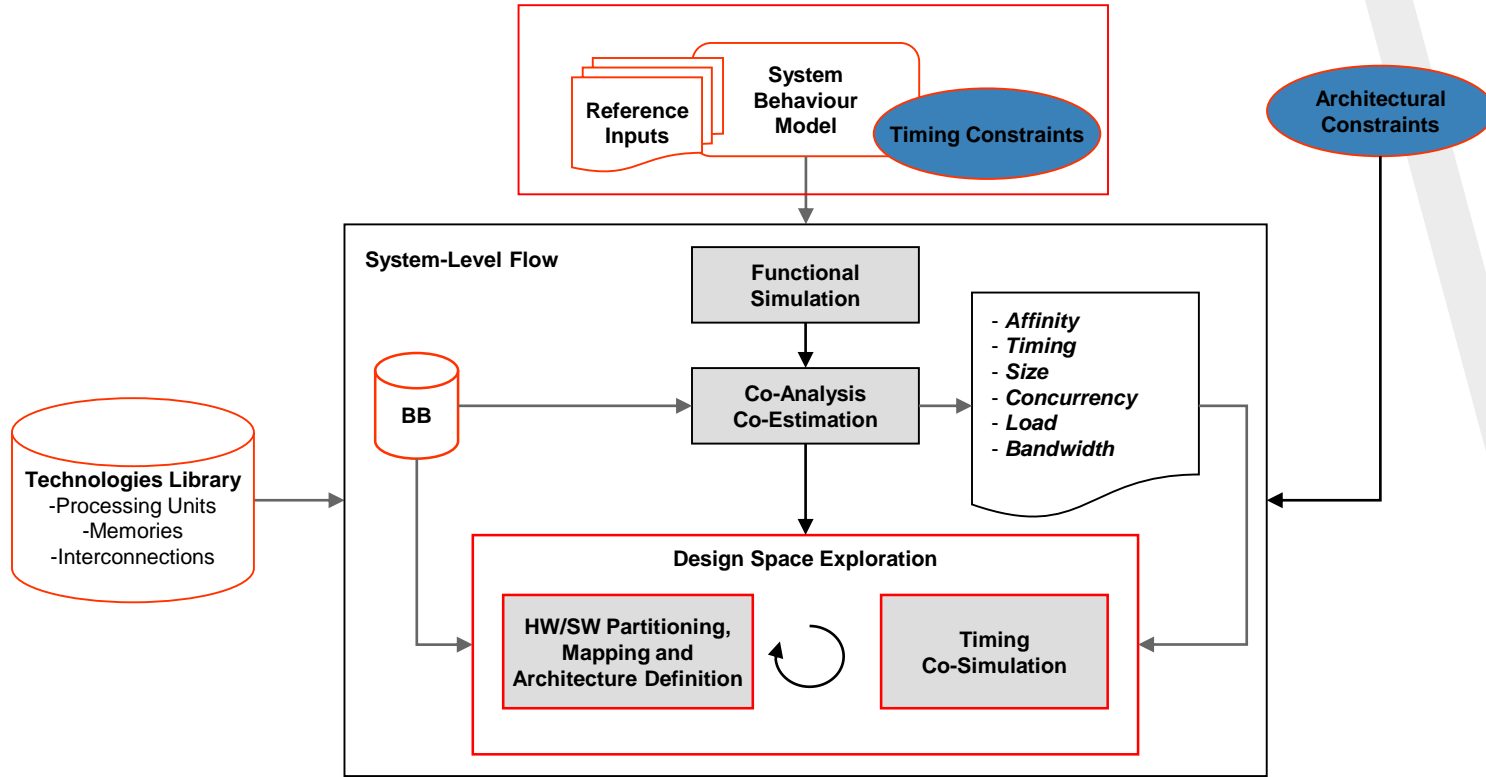 System
Behaviour
Model
Reference
Inputs
Timing Constraints
Architectural
Constraints
System-Level Flow
Functional
Simulation
- Affinity
- Timing
- Size
- Concurrency
- Load
- Bandwidth
BB
Co-Analysis
Co-Estimation
Technologies Library
-Processing Units
-Memories
-Interconnections
Design Space Exploration
HW/SW Partitioning,
Mapping and
Architecture Definition
Timing
Co-Simulation